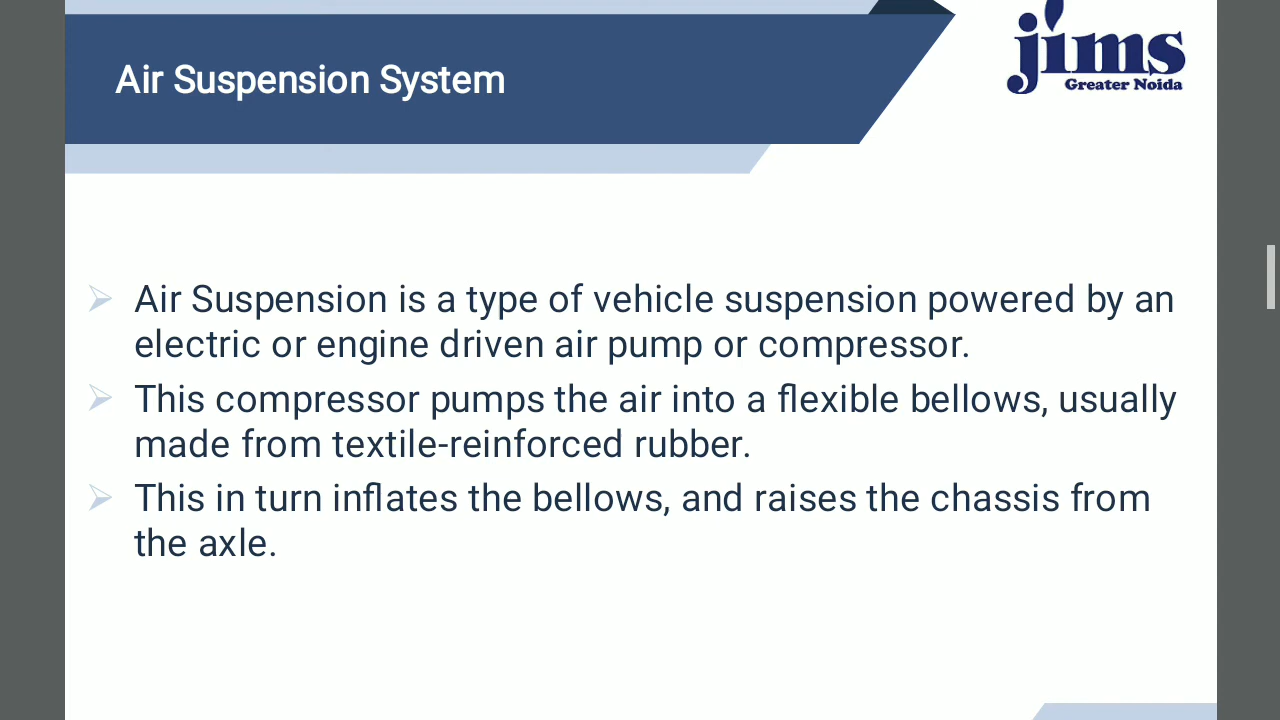 Air Suspension System
jims
Greater Noida
Air Suspension is a type of vehicle suspension powered by an
electric or engine driven air pump or compressor.
This compressor pumps the air into a flexible bellows, usually
made from textile-reinforced rubber.
This in turn inflates the bellows, and raises the chassis from
the axle.